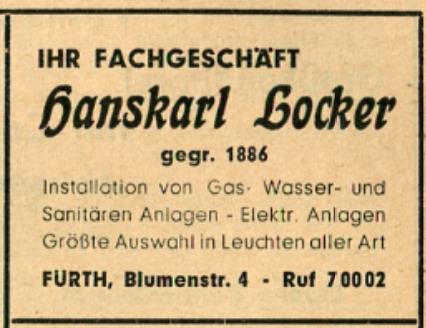 IHR FACHGESCHÄFT
Hanskarl Locker
gegr. 1886
Installation von Gas- Wasser- und
Sanitären Anlagen - Elektr. Anlagen
Größte Auswahl in Leuchten aller Art
FÜRTH, Blumenstr. 4 - Ruf 70002